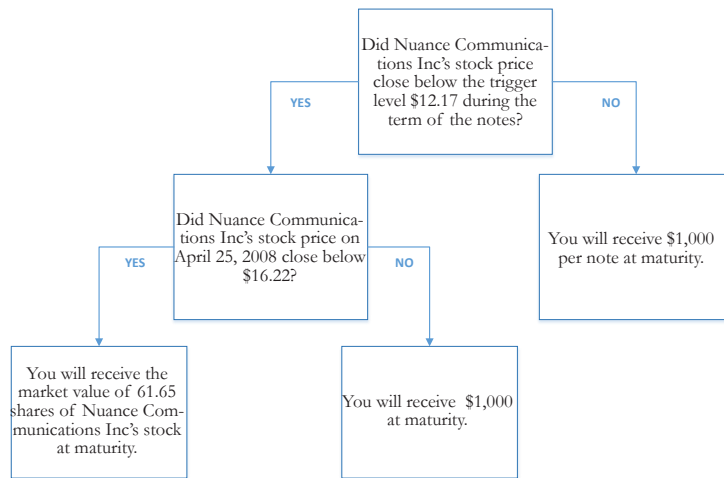 Did Nuance Communica-
tions Inc's stock price
close below the trigger
level $12.17 during the
term of the notes?
YES
NO
Did Nuance Communica-
tions Inc's stock price on
April 25, 2008 close below
$16.22?
You will receive $1,000
per note at maturity.
YES
NO
You will receive the
market value of 61.65
shares of Nuance Com-
munications Inc's stock
at maturity.
You will receive $1,000
at maturity.